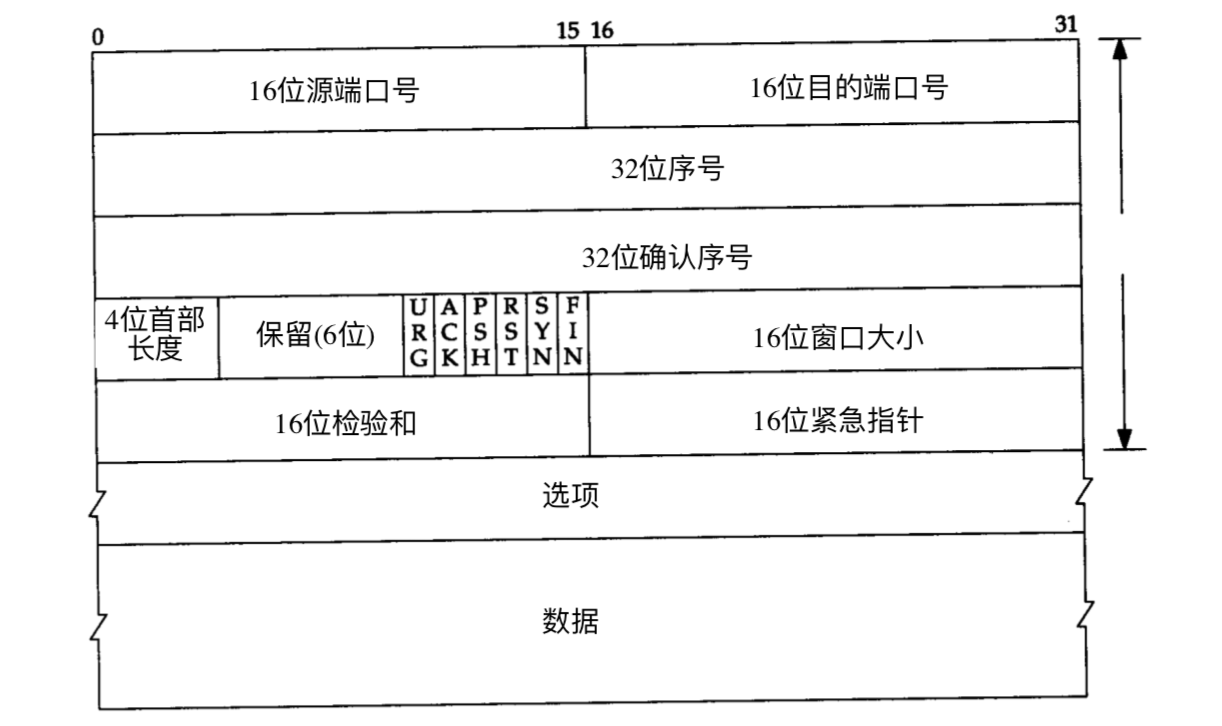 0 15 16 31
16位源端口号 16位目的端口号
32位序号
32位确认序号
4位首部
长度
保留(6位)
URG ACK PSH RST SYN FIN
16位窗口大小
16位检验和 16位紧急指针
选项
数据